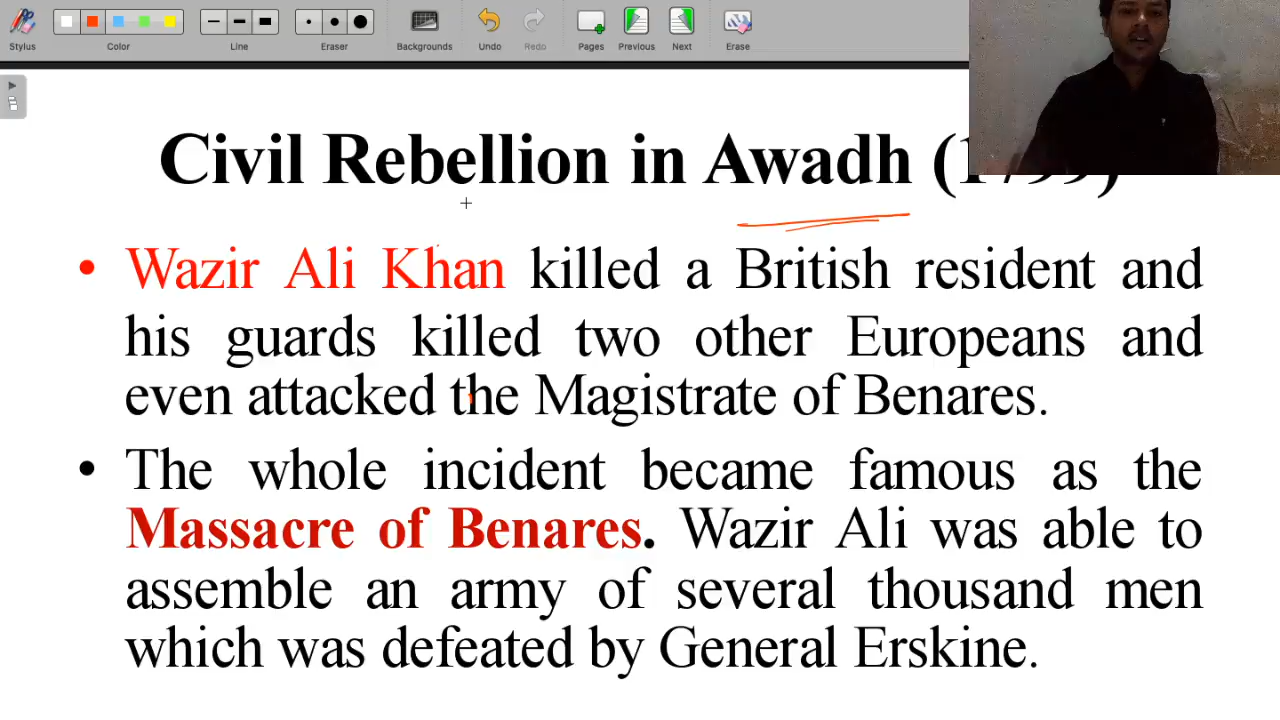 Stylus
Color
Line
Eraser
Backgrounds
Undo
Redo
Pages
Previous
Next
Erase
Civil Rebellion in Awadh (1799)
• Wazir Ali Khan killed a British resident and
his guards killed two other Europeans and
even attacked the Magistrate of Benares.
• The whole incident became famous as the
Massacre of Benares. Wazir Ali was able to
assemble an army of several thousand men
which was defeated by General Erskine.